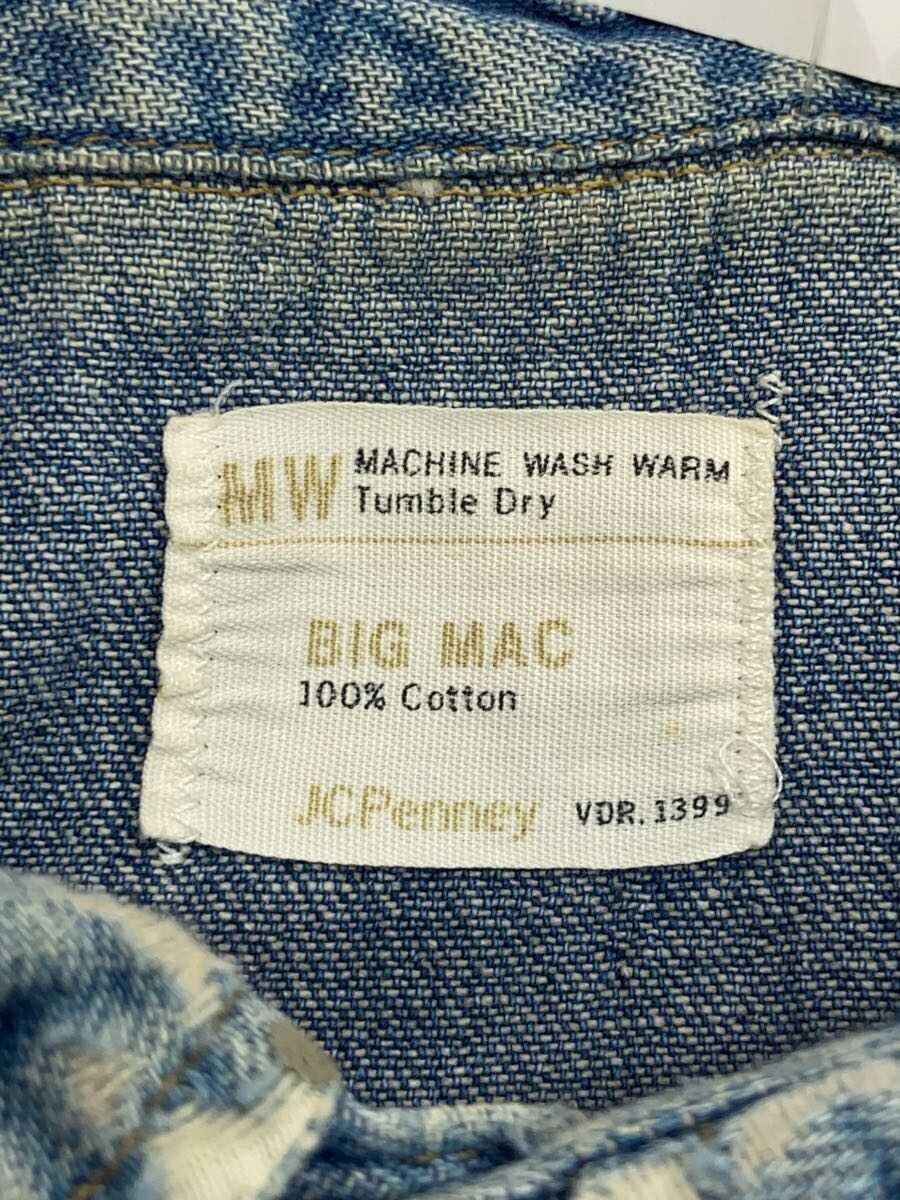 MW MACHINE WASH WARM
Tumble Dry
BIG MAC
100% Cotton
JCPenney VDR. 1399